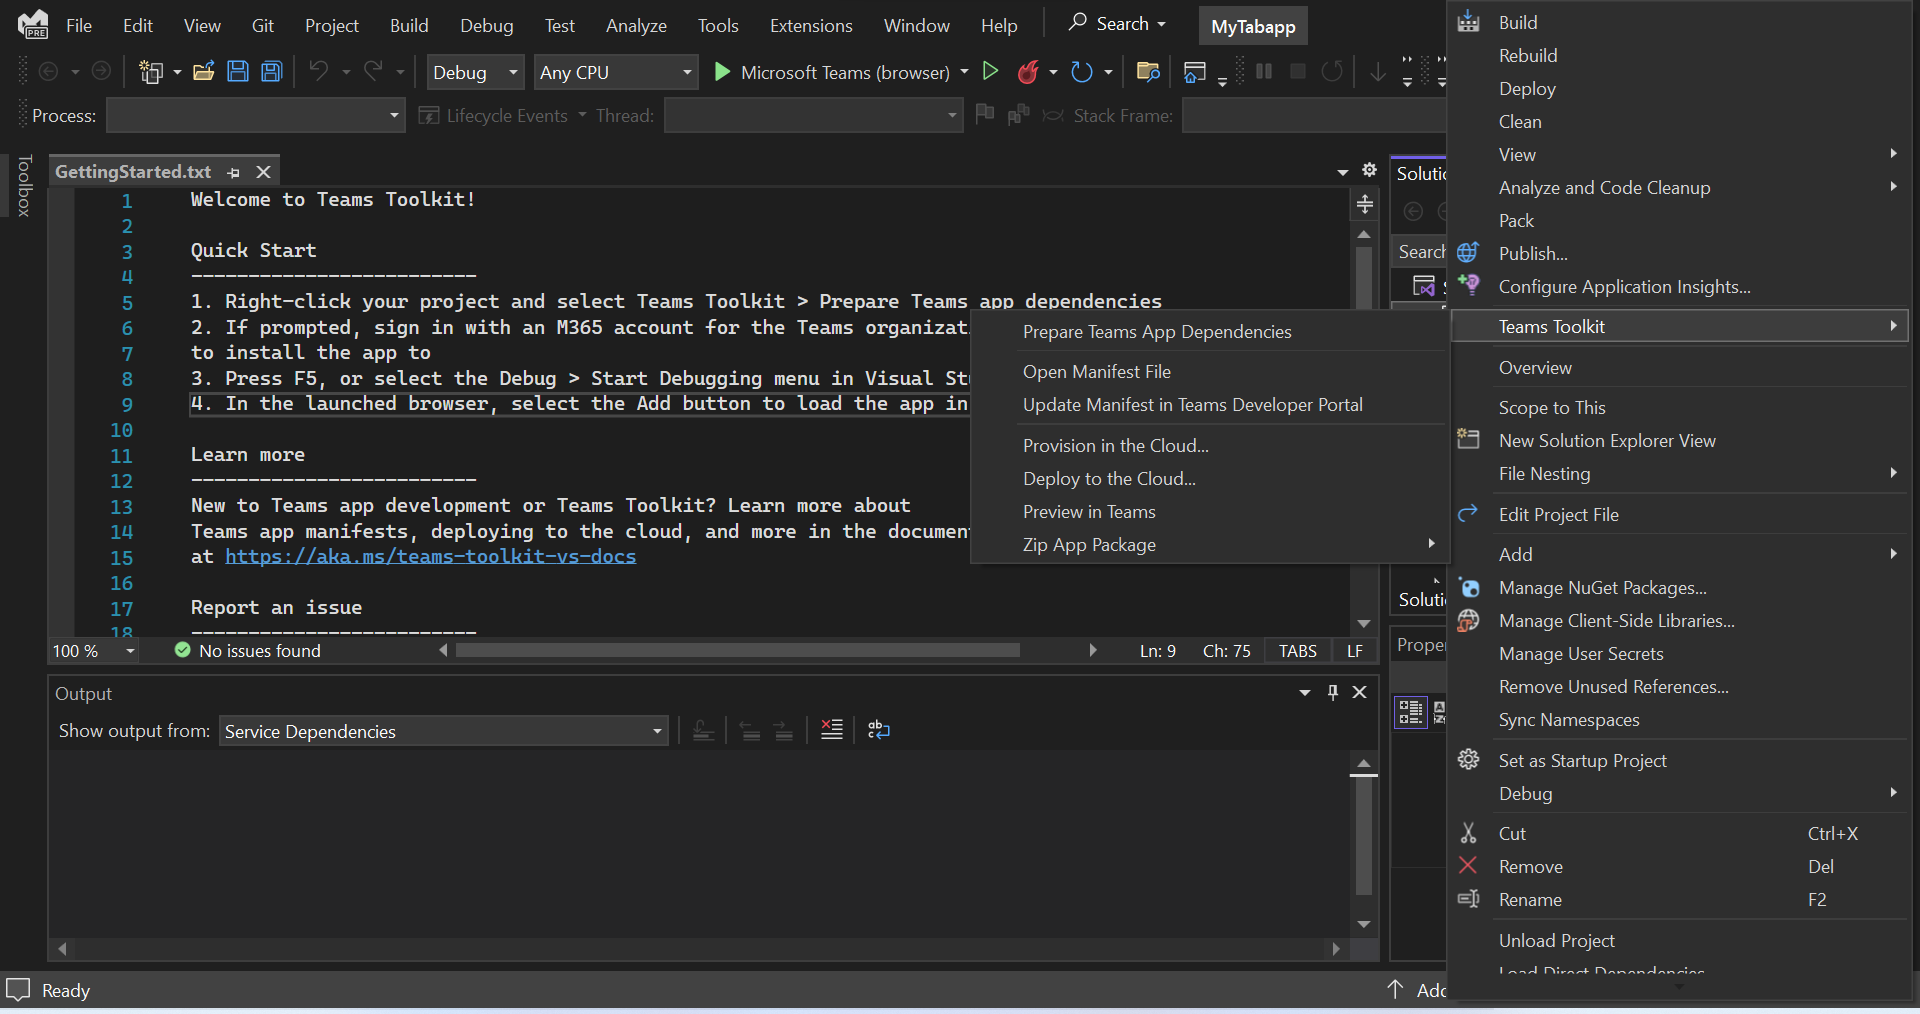 PRE
File Edit View Git Project Build Debug Test Analyze Tools Extensions Window Help Search MyTabapp
Debug Any CPU Microsoft Teams (browser)
Process: Lifecycle Events Thread: Stack Frame:
Toolbox
GettingStarted.txt
1 Welcome to Teams Toolkit!
2
3 Quick Start
4 -------------------------
5 1. Right-click your project and select Teams Toolkit > Prepare Teams app dependencies
6 2. If prompted, sign in with an M365 account for the Teams
7 to install the app to
8 3. Press F5, or select the Debug > Start Debugging menu in Visual
9 4. In the launched browser, select the Add button to load the app in
10
11 Learn more
12 -------------------------
13 New to Teams app development or Teams Toolkit? Learn more about
14 Teams app manifests, deploying to the cloud, and more in the
15 at https://aka.ms/teams-toolkit-vs-docs
16
17 Report an issue
18 -------------------------
100 % No issues found Ln: 9 Ch: 75 TABS LF
Output
Show output from: Service Dependencies
Ready
Prepare Teams App Dependencies
Open Manifest File
Update Manifest in Teams Developer Portal
Provision in the Cloud...
Deploy to the Cloud...
Preview in Teams
Zip App Package
Build
Rebuild
Deploy
Clean
View
Analyze and Code Cleanup
Pack
Publish...
Configure Application Insights...
Teams Toolkit
Overview
Scope to This
New Solution Explorer View
File Nesting
Edit Project File
Add
Manage NuGet Packages...
Manage Client-Side Libraries...
Manage User Secrets
Remove Unused References...
Sync Namespaces
Set as Startup Project
Debug
Cut Ctrl+X
Remove Del
Rename F2
Unload Project
Load Direct Dependencies